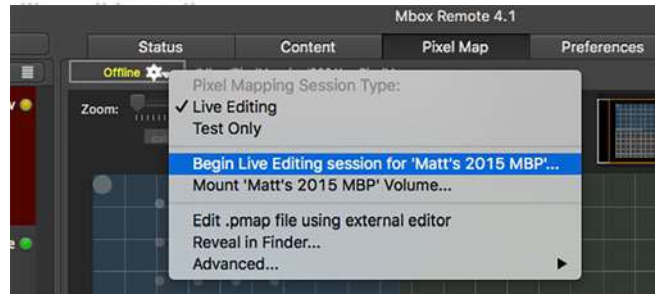 Mbox Remote 4.1
Status Content Pixel Map Preferences
Offline
Pixel Mapping Session Type:
Zoom:
✓ Live Editing
Test Only
Begin Live Editing session for 'Matt's 2015 MBP'...
Mount 'Matt's 2015 MBP' Volume...
Edit .pmap file using external editor
Reveal in Finder...
Advanced...